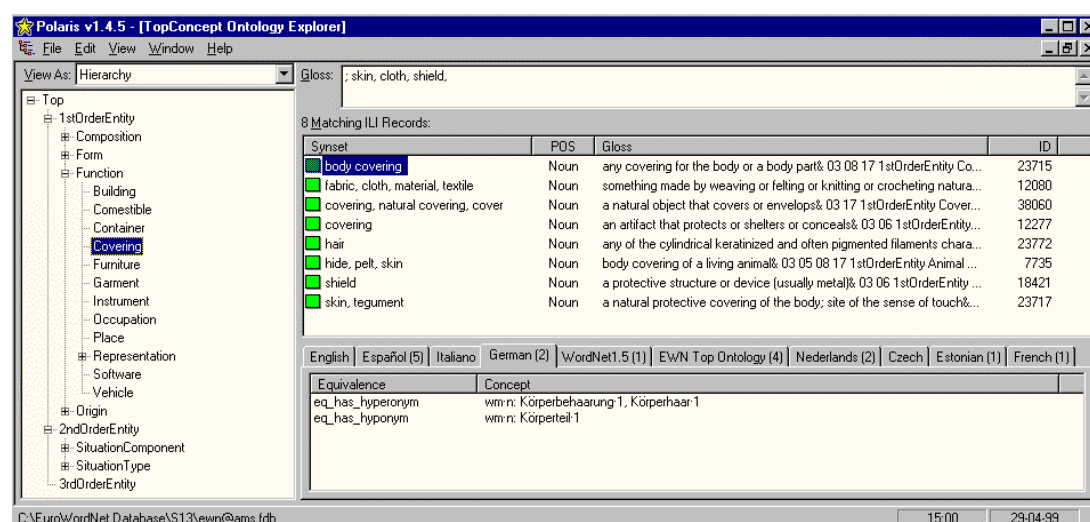 Polaris v1.4.5 - [TopConcept Ontology Explorer]
File Edit View Window Help
View As: Hierarchy
Top
1stOrderEntity
Composition
Form
Function
Building
Comestible
Container
Covering
Furniture
Garment
Instrument
Occupation
Place
Representation
Software
Vehicle
Origin
2ndOrderEntity
SituationComponent
SituationType
3rdOrderEntity
Gloss: ; skin, cloth, shield,
8 Matching ILI Records:
Synset POS Gloss ID
body covering Noun any covering for the body or a body part& 03 08 17 1stOrderEntity Co... 23715
fabric, cloth, material, textile Noun something made by weaving or felting or knitting or crocheting natura... 12080
covering, natural covering, cover Noun a natural object that covers or envelops& 03 17 1stOrderEntity Cover... 38060
covering Noun an artifact that protects or shelters or conceals& 03 06 1stOrderEntity... 12277
hair Noun any of the cylindrical keratinized and often pigmented filaments chara... 23772
hide, pelt, skin Noun body covering of a living animal& 03 05 08 17 1stOrderEntity Animal ... 7735
shield Noun a protective structure or device (usually metal)& 03 06 1stOrderEntity ... 18421
skin, tegument Noun a natural protective covering of the body; site of the sense of touch&... 23717
English Español (5) Italiano German (2) WordNet1.5 (1) EWN Top Ontology (4) Nederlands (2) Czech Estonian (1) French (1)
Equivalence Concept
eq_has_hyperonym wm·n: Körperbehaarung·1, Körperhaar·1
eq_has_hyponym wm·n: Körperteil·1
C:\EuroWordNet Database\S13\ewn@ams.fdb 15:00 29-04-99